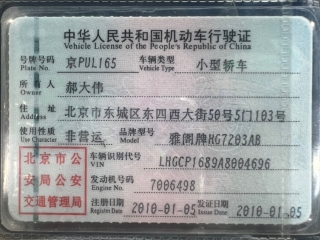 中华人民共和国机动车行驶证
Vehicle License of the People's Republic of China
号牌号码 Plate No. 京PUL165 车辆类型 Vehicle Type 小型轿车
所有人 Owner 郝大伟
住址 Address 北京市东城区东四西大街50号5门103号
使用性质 Use Character 非营运 品牌型号 Model 雅阁牌HG7203AB
北京市公安局公安交通管理局
车辆识别代号 VIN LHGCP1689A8004696
发动机号码 Engine No. 7006498
注册日期 Register Date 2010-01-05 发证日期 Issue Date 2010-01-05